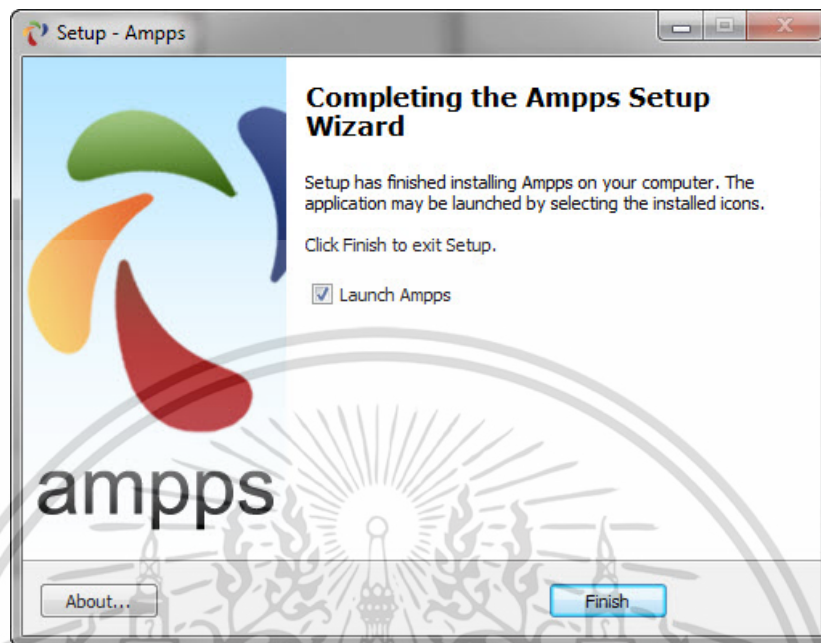 Setup - Ampps
Completing the Ampps Setup
Wizard
Setup has finished installing Ampps on your computer. The
application may be launched by selecting the installed icons.
Click Finish to exit Setup.
Launch Ampps
ampps
About...
Finish